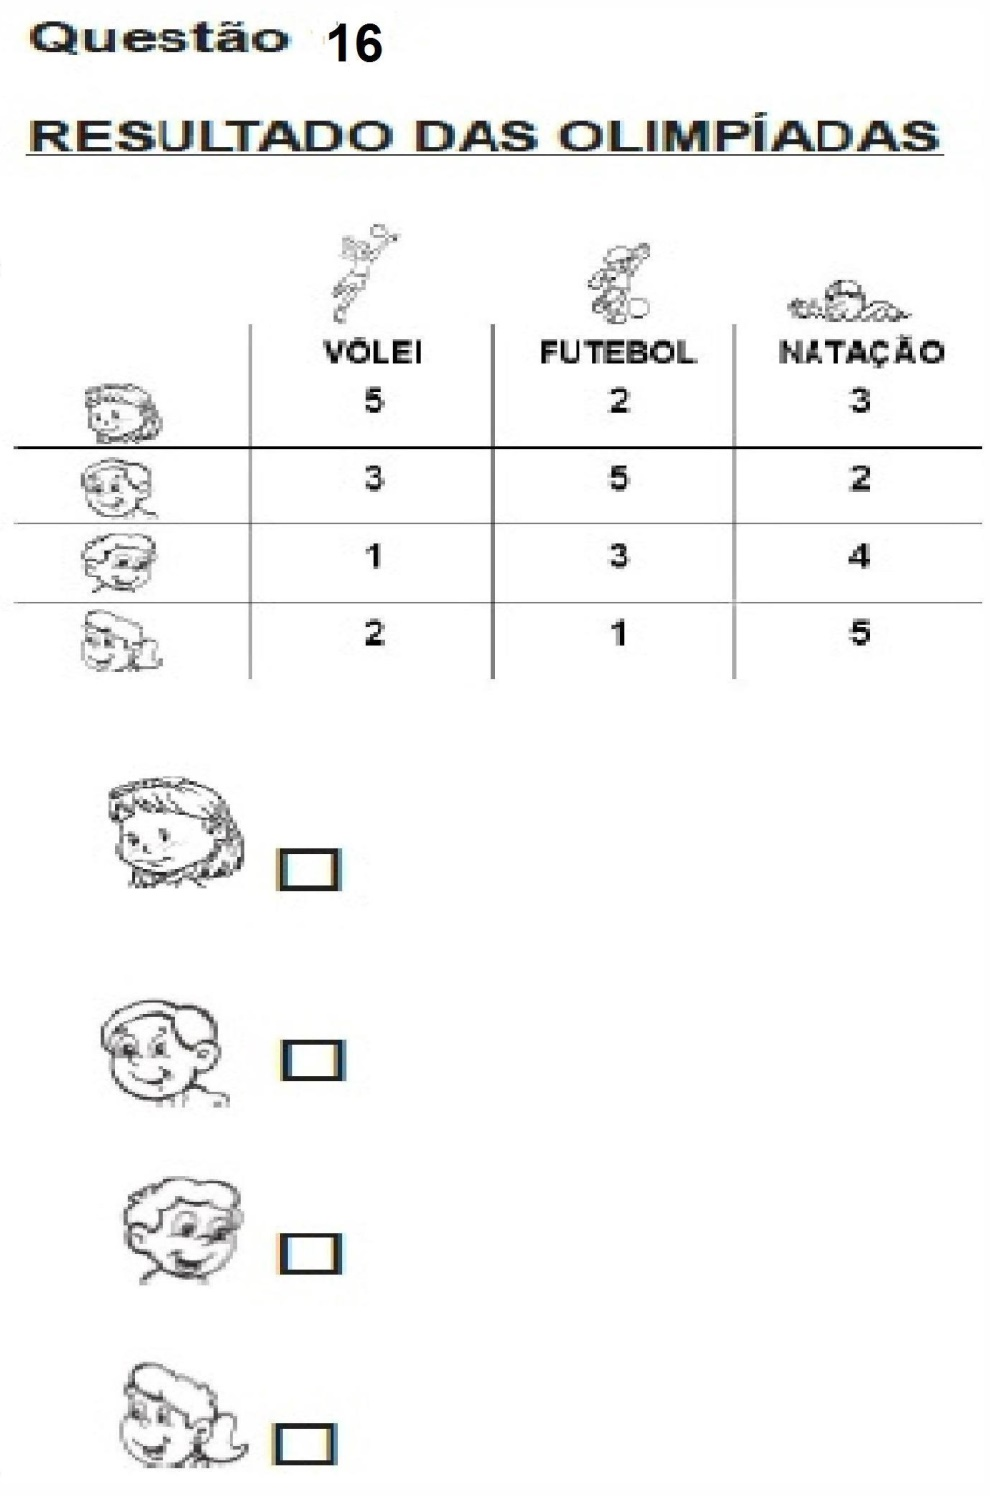 Questão 16
RESULTADO DAS OLIMPÍADAS
VÓLEI FUTEBOL NATAÇÃO
5 2 3
3 5 2
1 3 4
2 1 5